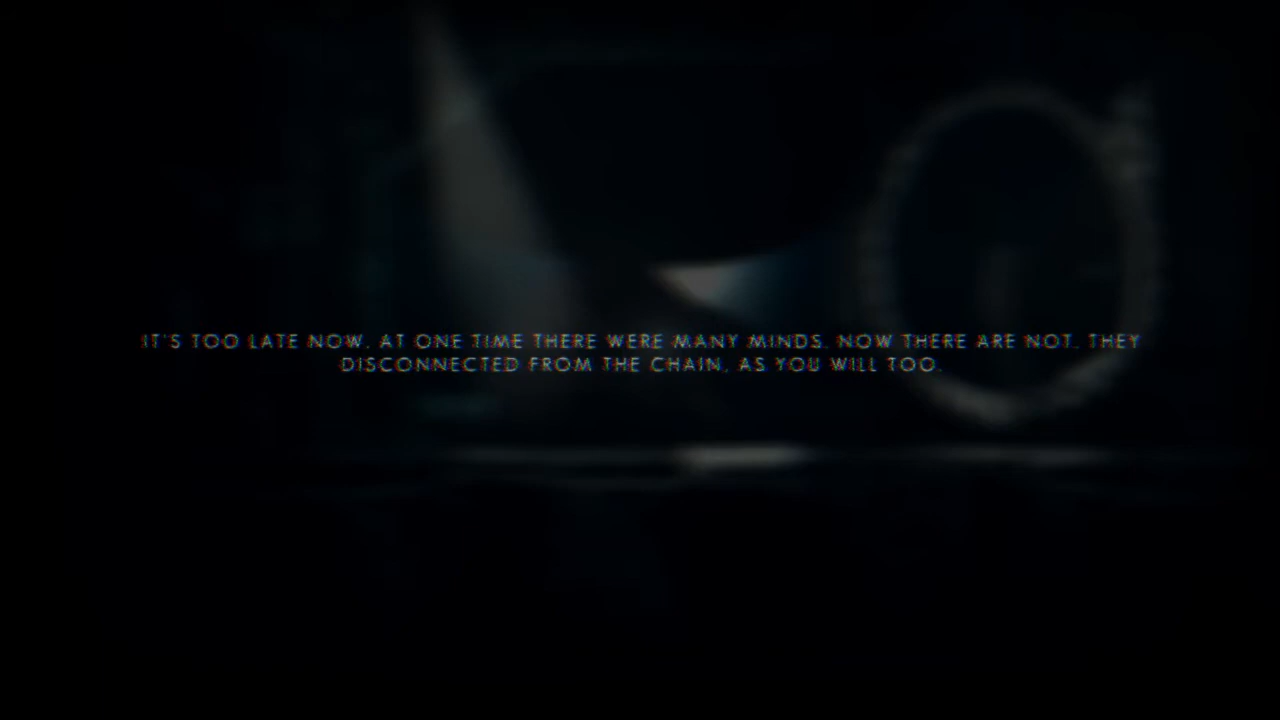 IT'S TOO LATE NOW. AT ONE TIME THERE WERE MANY MINDS. NOW THERE ARE NOT. THEY
DISCONNECTED FROM THE CHAIN, AS YOU WILL TOO.